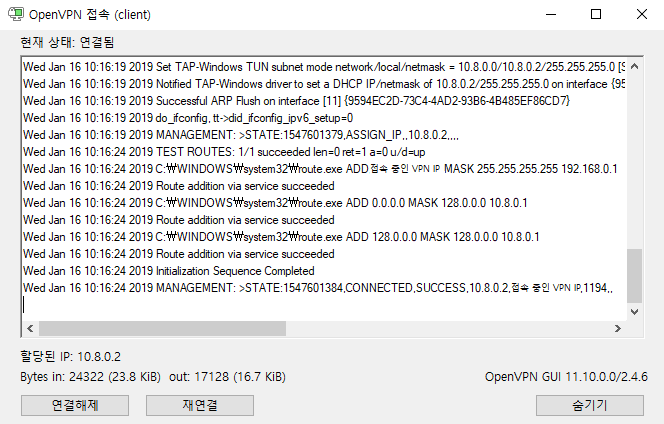 OpenVPN 접속 (client)
현재 상태: 연결됨
Wed Jan 16 10:16:19 2019 Set TAP-Windows TUN subnet mode network/local/netmask = 10.8.0.0/10.8.0.2/255.255.255.0 [S
Wed Jan 16 10:16:19 2019 Notified TAP-Windows driver to set a DHCP IP/netmask of 10.8.0.2/255.255.255.0 on interface {95
Wed Jan 16 10:16:19 2019 Successful ARP Flush on interface [11] {9594EC2D-73C4-4AD2-93B6-4B485EF86CD7}
Wed Jan 16 10:16:19 2019 do_ifconfig, tt->did_ifconfig_ipv6_setup=0
Wed Jan 16 10:16:19 2019 MANAGEMENT: >STATE:1547601379,ASSIGN_IP,,10.8.0.2,,,,
Wed Jan 16 10:16:24 2019 TEST ROUTES: 1/1 succeeded len=0 ret=1 a=0 u/d=up
Wed Jan 16 10:16:24 2019 C:₩WINDOWS₩system32₩route.exe ADD 접속 중인 VPN IP MASK 255.255.255.255 192.168.0.1
Wed Jan 16 10:16:24 2019 Route addition via service succeeded
Wed Jan 16 10:16:24 2019 C:₩WINDOWS₩system32₩route.exe ADD 0.0.0.0 MASK 128.0.0.0 10.8.0.1
Wed Jan 16 10:16:24 2019 Route addition via service succeeded
Wed Jan 16 10:16:24 2019 C:₩WINDOWS₩system32₩route.exe ADD 128.0.0.0 MASK 128.0.0.0 10.8.0.1
Wed Jan 16 10:16:24 2019 Route addition via service succeeded
Wed Jan 16 10:16:24 2019 Initialization Sequence Completed
Wed Jan 16 10:16:24 2019 MANAGEMENT: >STATE:1547601384,CONNECTED,SUCCESS,10.8.0.2,접속 중인 VPN IP,1194,,
할당된 IP: 10.8.0.2
Bytes in: 24322 (23.8 KiB) out: 17128 (16.7 KiB)
OpenVPN GUI 11.10.0.0/2.4.6
연결해제
재연결
숨기기